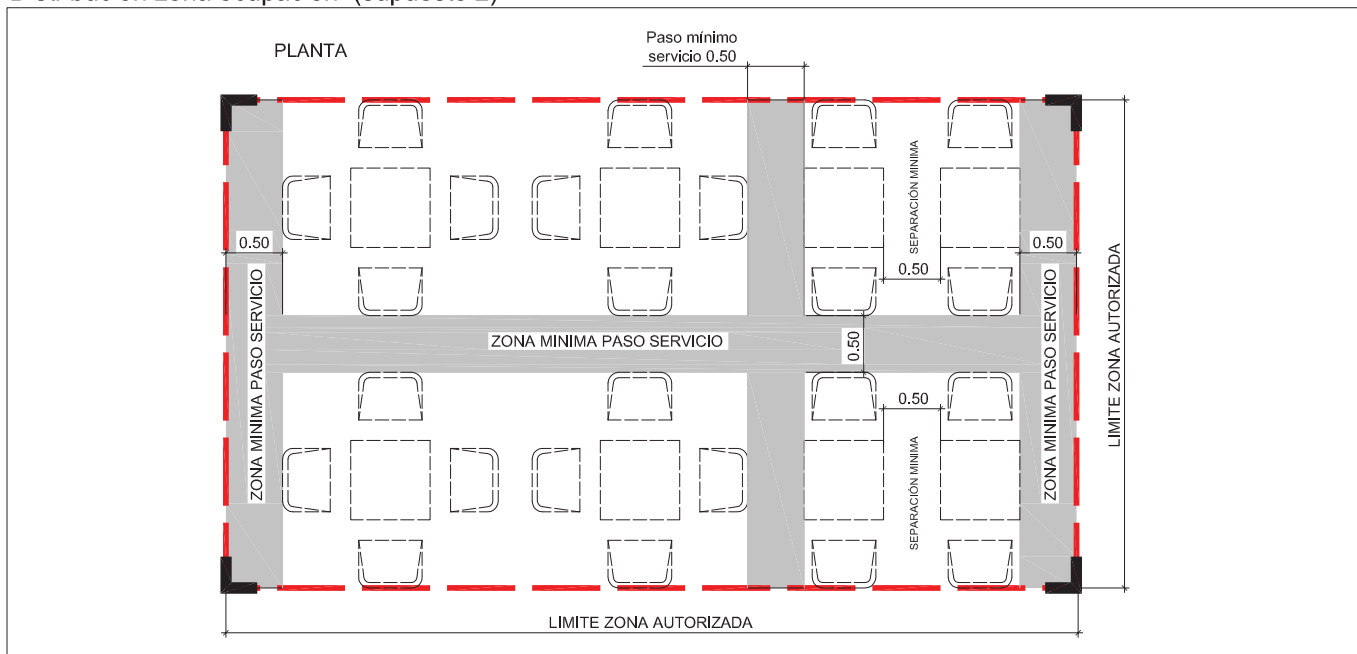 (supuesto 2)
PLANTA
Paso mínimo
servicio 0.50
SEPARACIÓN MINIMA
0.50
0.50
0.50
ZONA MINIMA PASO SERVICIO
ZONA MINIMA PASO SERVICIO
0.50
ZONA MINIMA PASO SERVICIO
LIMITE ZONA AUTORIZADA
0.50
SEPARACIÓN MINIMA
LIMITE ZONA AUTORIZADA